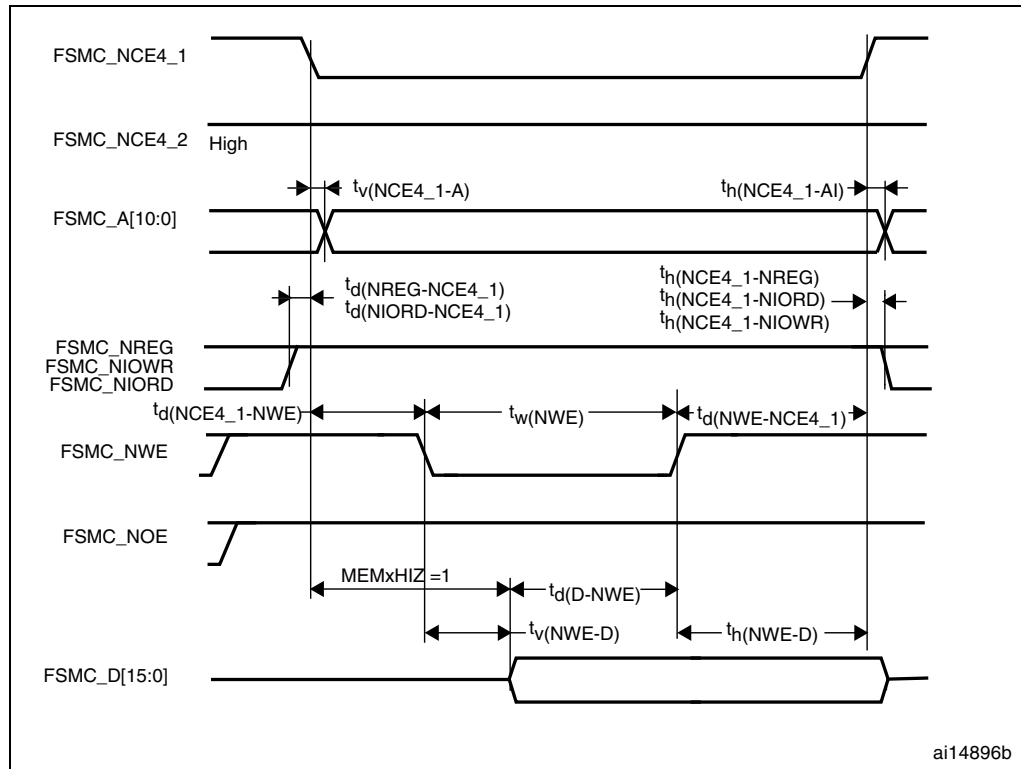 FSMC_NCE4_1
FSMC_NCE4_2 High
tv(NCE4_1-A)
th(NCE4_1-AI)
FSMC_A[10:0]
td(NREG-NCE4_1)
td(NIORD-NCE4_1)
th(NCE4_1-NREG)
th(NCE4_1-NIORD)
th(NCE4_1-NIOWR)
FSMC_NREG
FSMC_NIOWR
FSMC_NIORD
td(NCE4_1-NWE)
tw(NWE)
td(NWE-NCE4_1)
FSMC_NWE
FSMC_NOE
MEMxHIZ =1
td(D-NWE)
tv(NWE-D)
th(NWE-D)
FSMC_D[15:0]
ai14896b